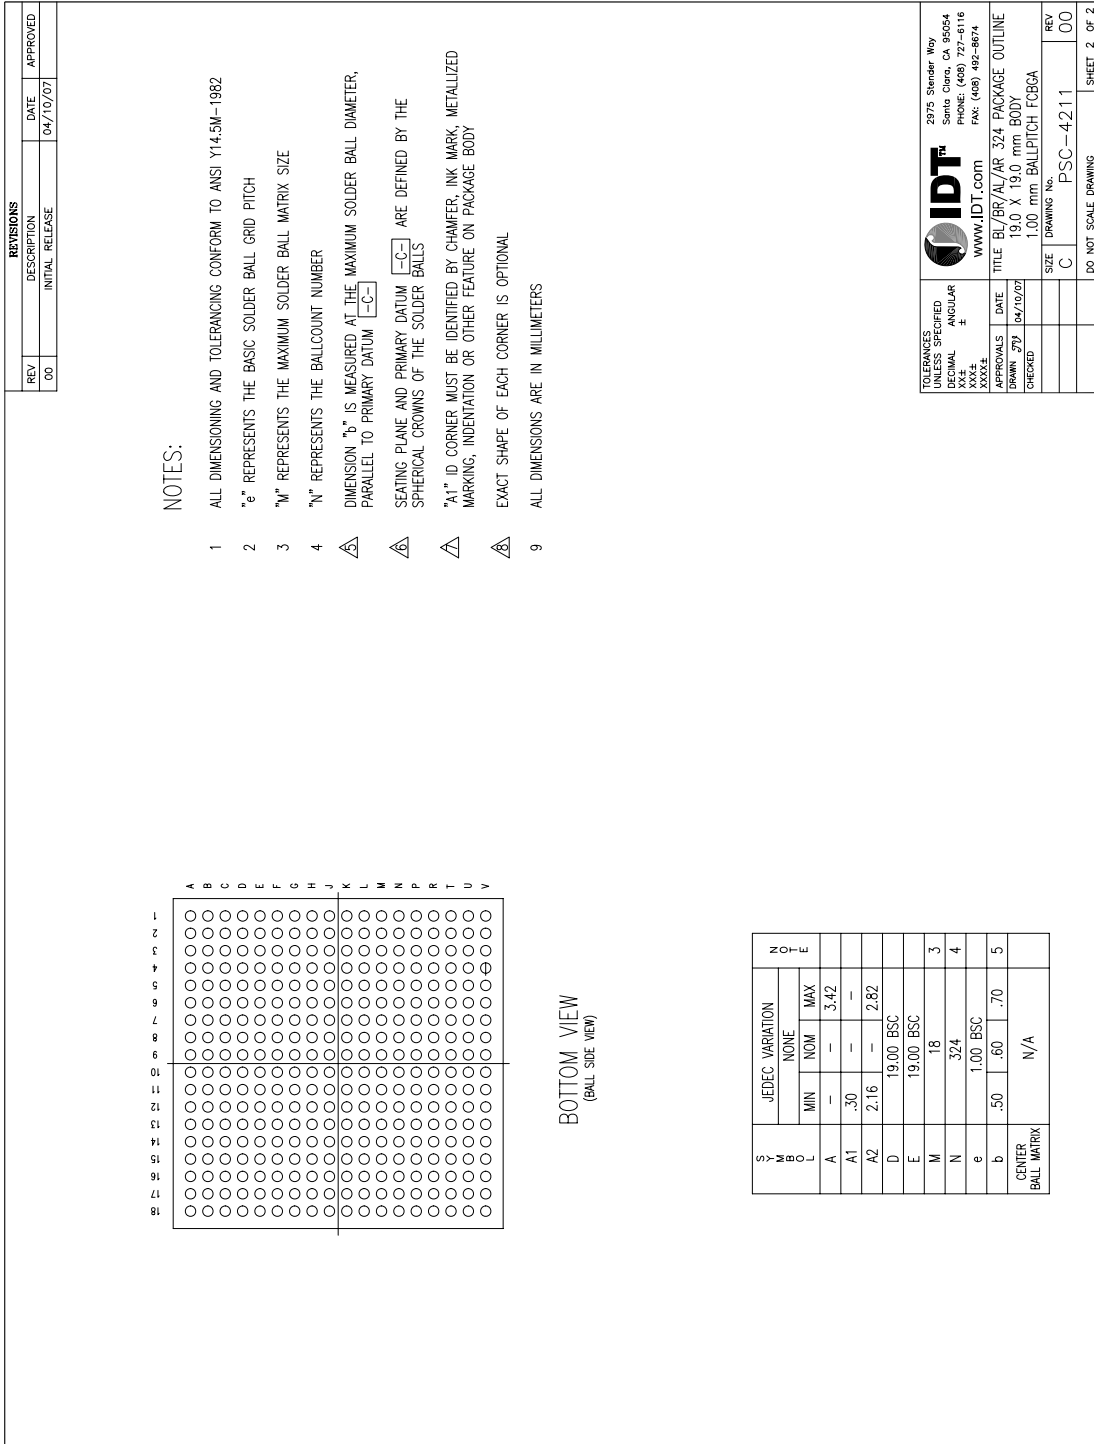 REVISIONS
REV DESCRIPTION DATE APPROVED
00 INITIAL RELEASE 04/10/07
NOTES:
1 ALL DIMENSIONING AND TOLERANCING CONFORM TO ANSI Y14.5M-1982
2 "e" REPRESENTS THE BASIC SOLDER BALL GRID PITCH
3 "M" REPRESENTS THE MAXIMUM SOLDER BALL MATRIX SIZE
4 "N" REPRESENTS THE BALLCOUNT NUMBER
5 DIMENSION "b" IS MEASURED AT THE MAXIMUM SOLDER BALL DIAMETER,
PARALLEL TO PRIMARY DATUM -C-
6 SEATING PLANE AND PRIMARY DATUM -C- ARE DEFINED BY THE
SPHERICAL CROWNS OF THE SOLDER BALLS
7 "A1" ID CORNER MUST BE IDENTIFIED BY CHAMFER, INK MARK, METALLIZED
MARKING, INDENTATION OR OTHER FEATURE ON PACKAGE BODY
8 EXACT SHAPE OF EACH CORNER IS OPTIONAL
9 ALL DIMENSIONS ARE IN MILLIMETERS
18 17 16 15 14 13 12 11 10 9 8 7 6 5 4 3 2 1
A
B
C
D
E
F
G
H
J
K
L
M
N
P
R
T
U
V
BOTTOM VIEW
(BALL SIDE VIEW)
SYMBOL JEDEC VARIATION NOTE
NONE
MIN NOM MAX
A - - 3.42
A1 .30 - -
A2 2.16 - 2.82
D 19.00 BSC
E 19.00 BSC
M 18 3
N 324 4
e 1.00 BSC
b .50 .60 .70 5
CENTER
BALL MATRIX N/A
TOLERANCES
UNLESS SPECIFIED
DECIMAL ANGULAR
XX± ±
XXX±
XXXX±
IDT™
www.IDT.com
2975 Stender Way
Santa Clara, CA 95054
PHONE: (408) 727-6116
FAX: (408) 492-8674
APPROVALS DATE
DRAWN 04/10/07
CHECKED
TITLE BL/BR/AL/AR 324 PACKAGE OUTLINE
19.0 X 19.0 mm BODY
1.00 mm BALLPITCH FCBGA
SIZE DRAWING No. REV
C PSC-4211 00
DO NOT SCALE DRAWING SHEET 2 OF 2